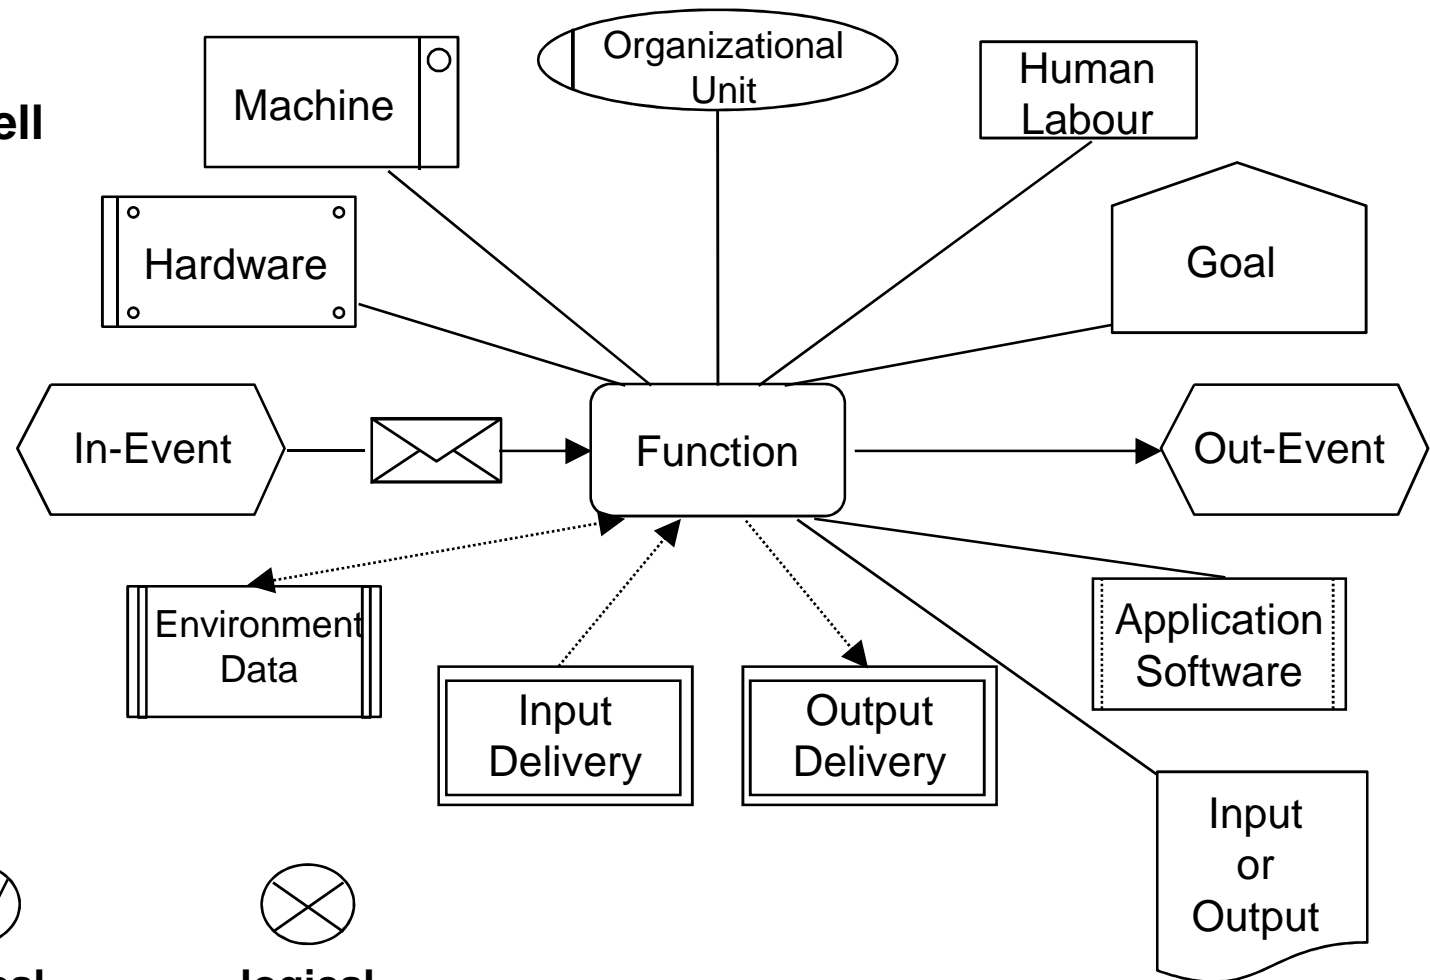 Organizational
Unit
Human
Labour
Machine
ell
Hardware
Goal
In-Event
Function
Out-Event
Environment
Data
Application
Software
Input
Delivery
Output
Delivery
Input
or
Output
logical